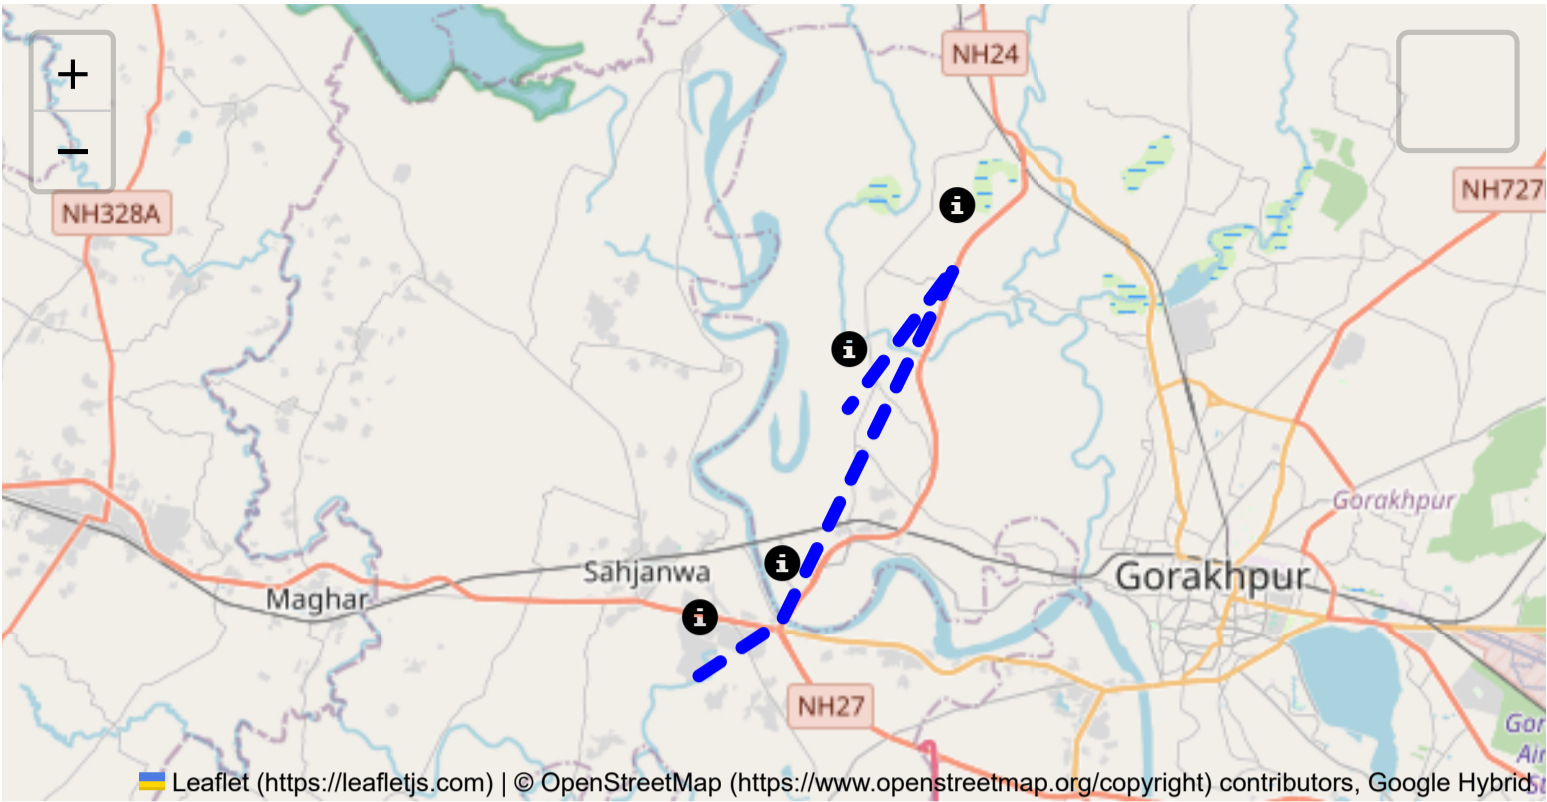 +
−
NH24
NH328A
NH727
Gorakhpur
Sahjanwa
Gorakhpur
Maghar
NH27
Leaflet (https://leafletjs.com) | © OpenStreetMap (https://www.openstreetmap.org/copyright) contributors, Google Hybrid